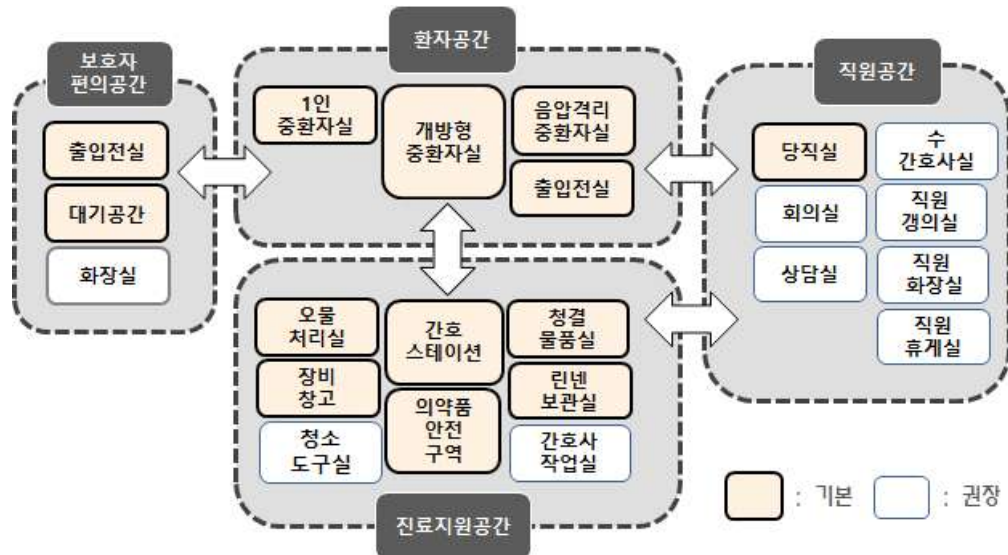 보호자
편의공간
출입전실
대기공간
화장실
환자공간
1인
중환자실
개방형
중환자실
음압격리
중환자실
출입전실
직원공간
당직실
수
간호사실
회의실
직원
갱의실
상담실
직원
화장실
직원
휴게실
오물
처리실
간호
스테이션
청결
물품실
장비
창고
의약품
안전
구역
린넨
보관실
청소
도구실
간호사
작업실
진료지원공간
: 기본
: 권장